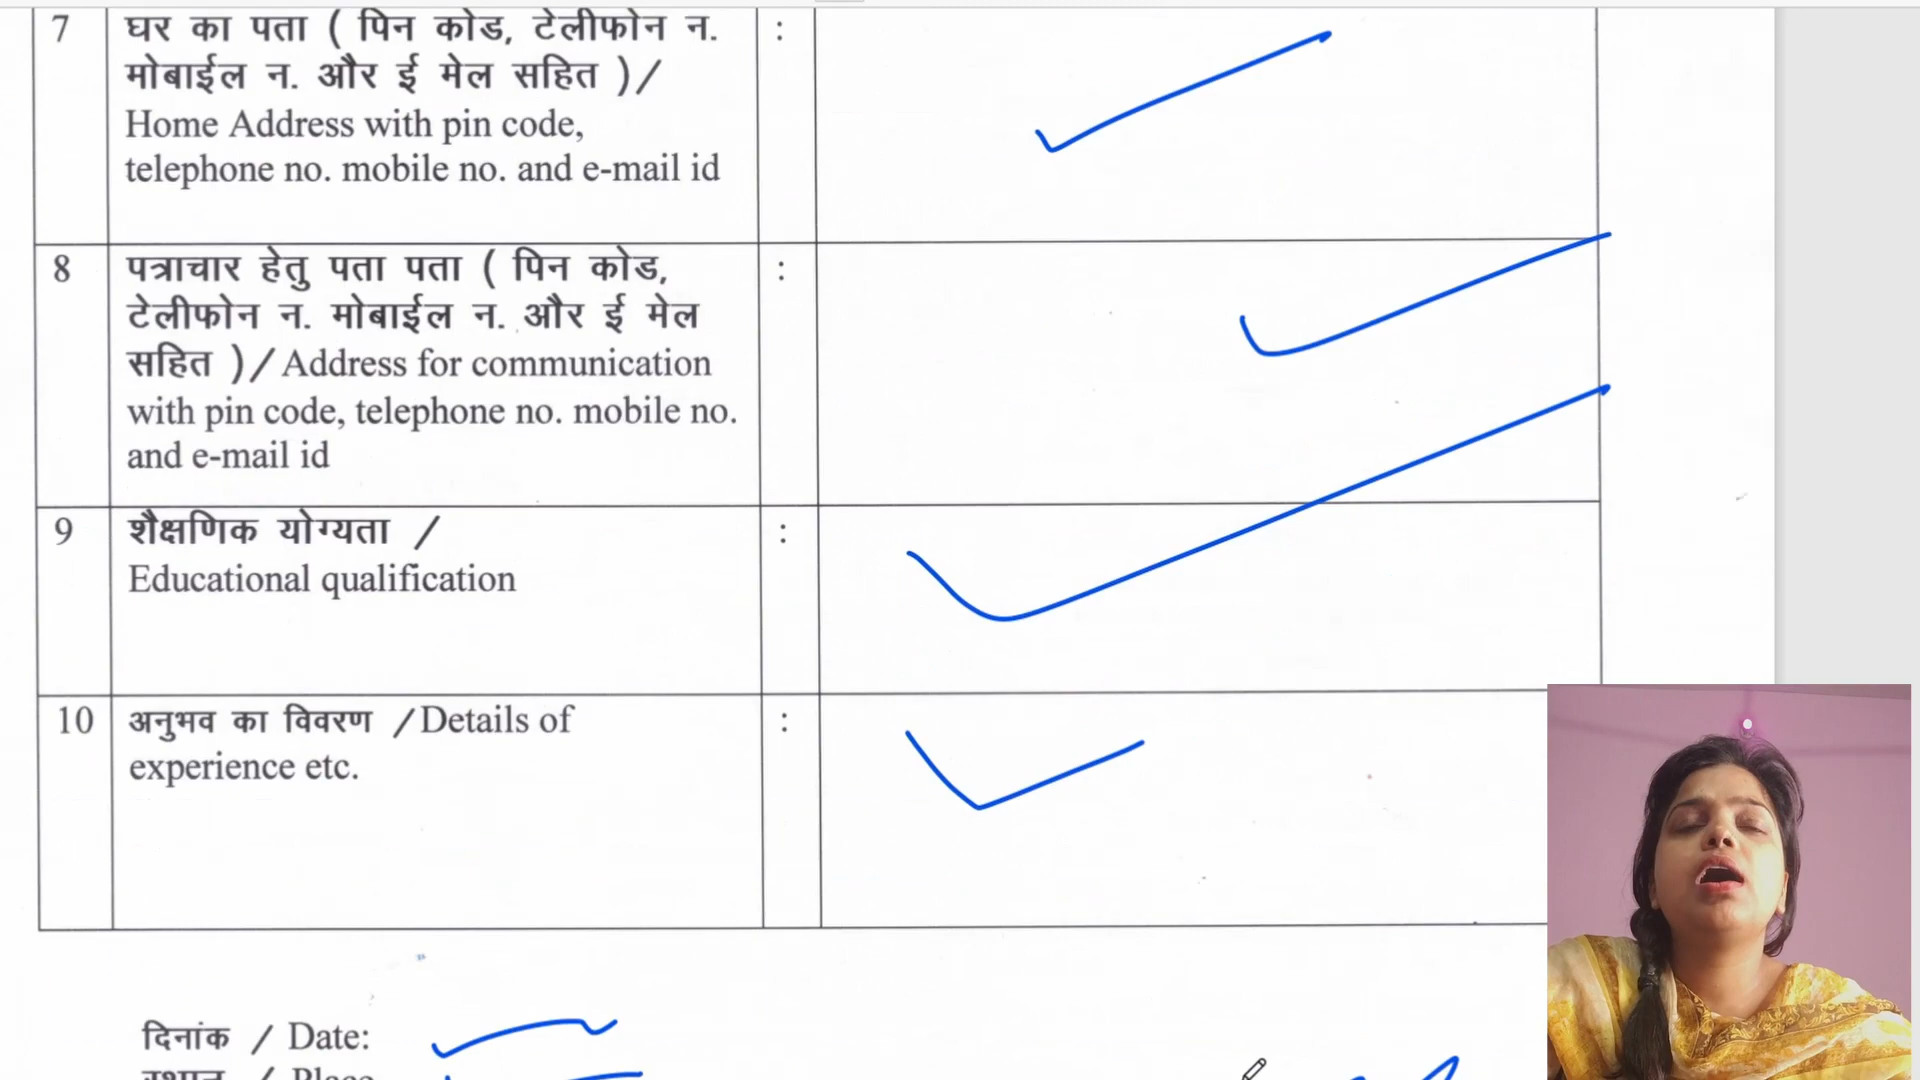 7 घर का पता ( पिन कोड, टेलीफोन न. :
मोबाईल न. और ई मेल सहित )/
Home Address with pin code,
telephone no. mobile no. and e-mail id
8 पत्राचार हेतु पता पता ( पिन कोड, :
टेलीफोन न. मोबाईल न. और ई मेल
सहित )/ Address for communication
with pin code, telephone no. mobile no.
and e-mail id
9 शैक्षणिक योग्यता / :
Educational qualification
10 अनुभव का विवरण /Details of :
experience etc.
दिनांक / Date:
स्थान / Place